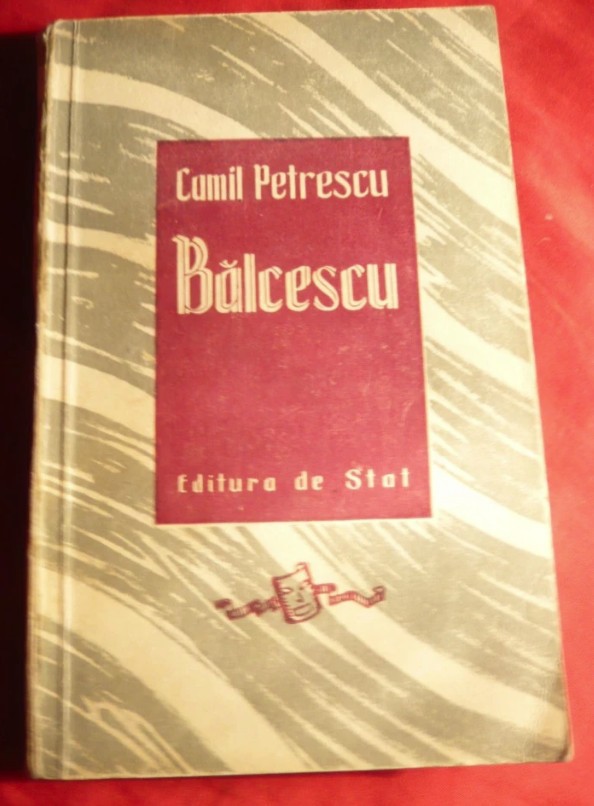 Camil Petrescu
Bălcescu
Editura de Stat